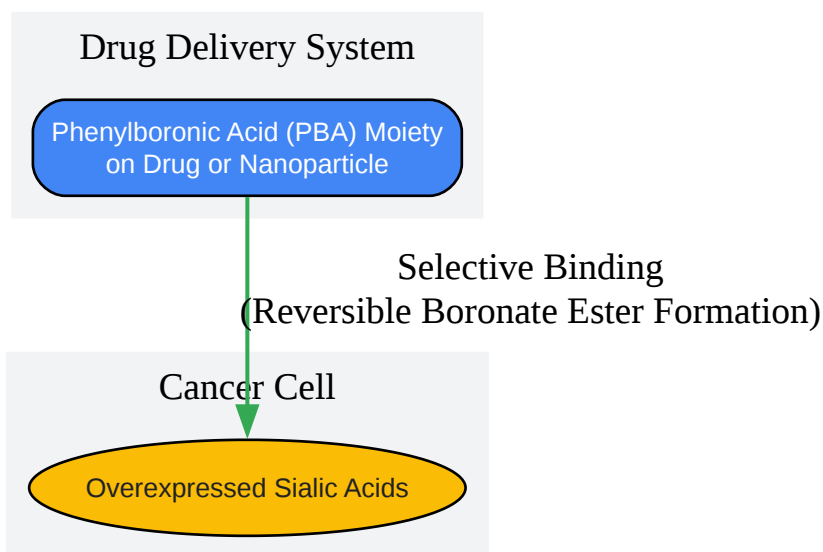 Drug Delivery System
Phenylboronic Acid (PBA) Moiety
on Drug or Nanoparticle
Selective Binding
(Reversible Boronate Ester Formation)
Cancer Cell
Overexpressed Sialic Acids